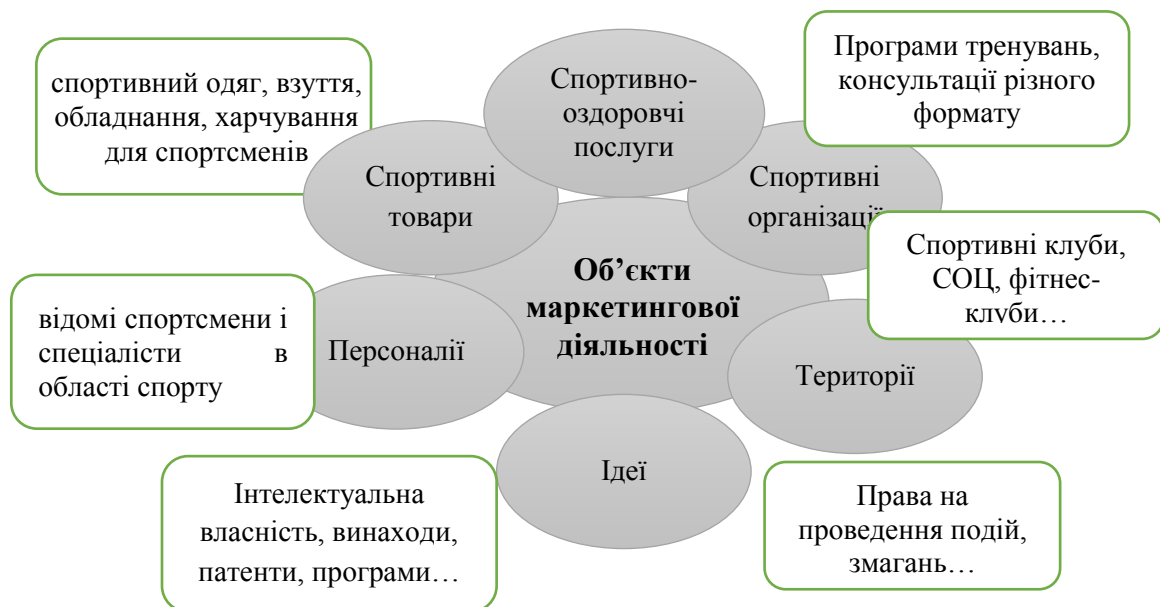 спортивний одяг, взуття,
обладнання, харчування
для спортсменів
Спортивно-
оздоровчі
послуги
Програми тренувань,
консультації різного
формату
Спортивні
товари
Спортивні
організації
Об’єкти
маркетингової
діяльності
Спортивні клуби,
СОЦ, фітнес-
клуби…
відомі спортсмени і
спеціалісти в
області спорту
Персоналії
Території
Ідеї
Інтелектуальна
власність, винаходи,
патенти, програми…
Права на
проведення подій,
змагань…